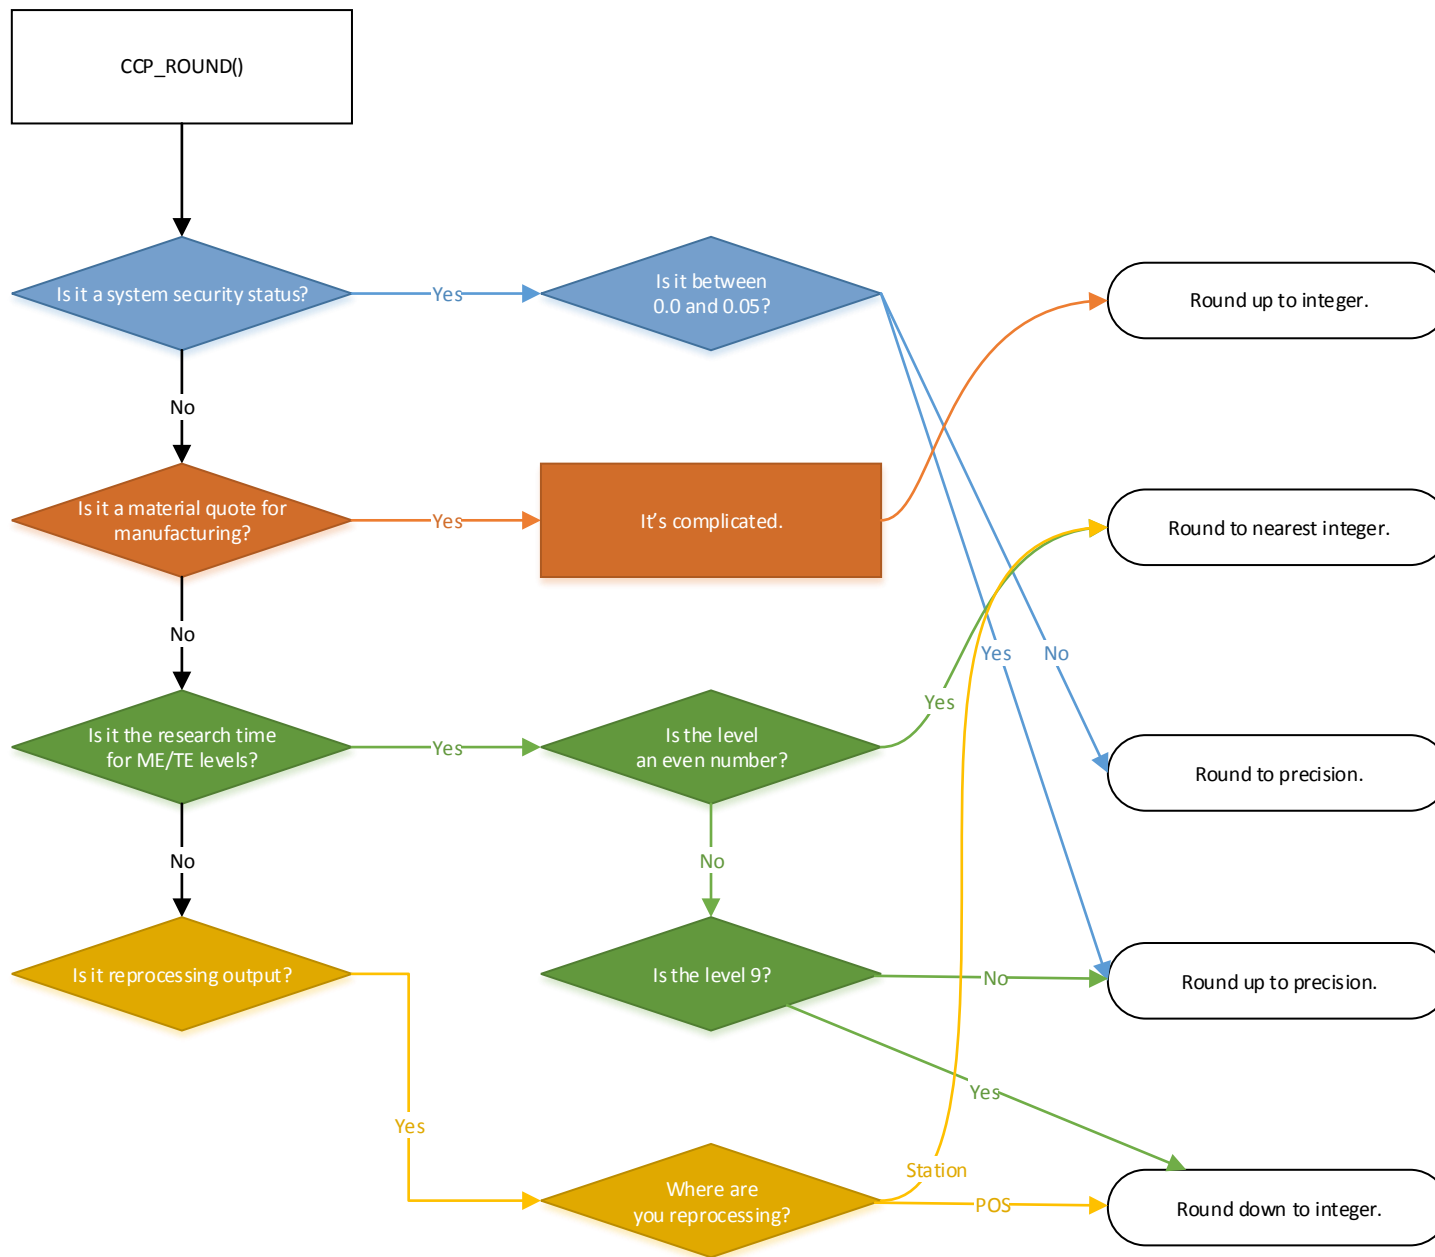 CCP_ROUND()
Is it a system security status?
Yes
Is it between
0.0 and 0.05?
Round up to integer.
No
Is it a material quote for
manufacturing?
Yes
It's complicated.
Round to nearest integer.
No
Yes
No
Is it the research time
for ME/TE levels?
Yes
Is the level
an even number?
Yes
Round to precision.
No
No
Is it reprocessing output?
Is the level 9?
No
Round up to precision.
Yes
Yes
Where are
you reprocessing?
Station
POS
Round down to integer.